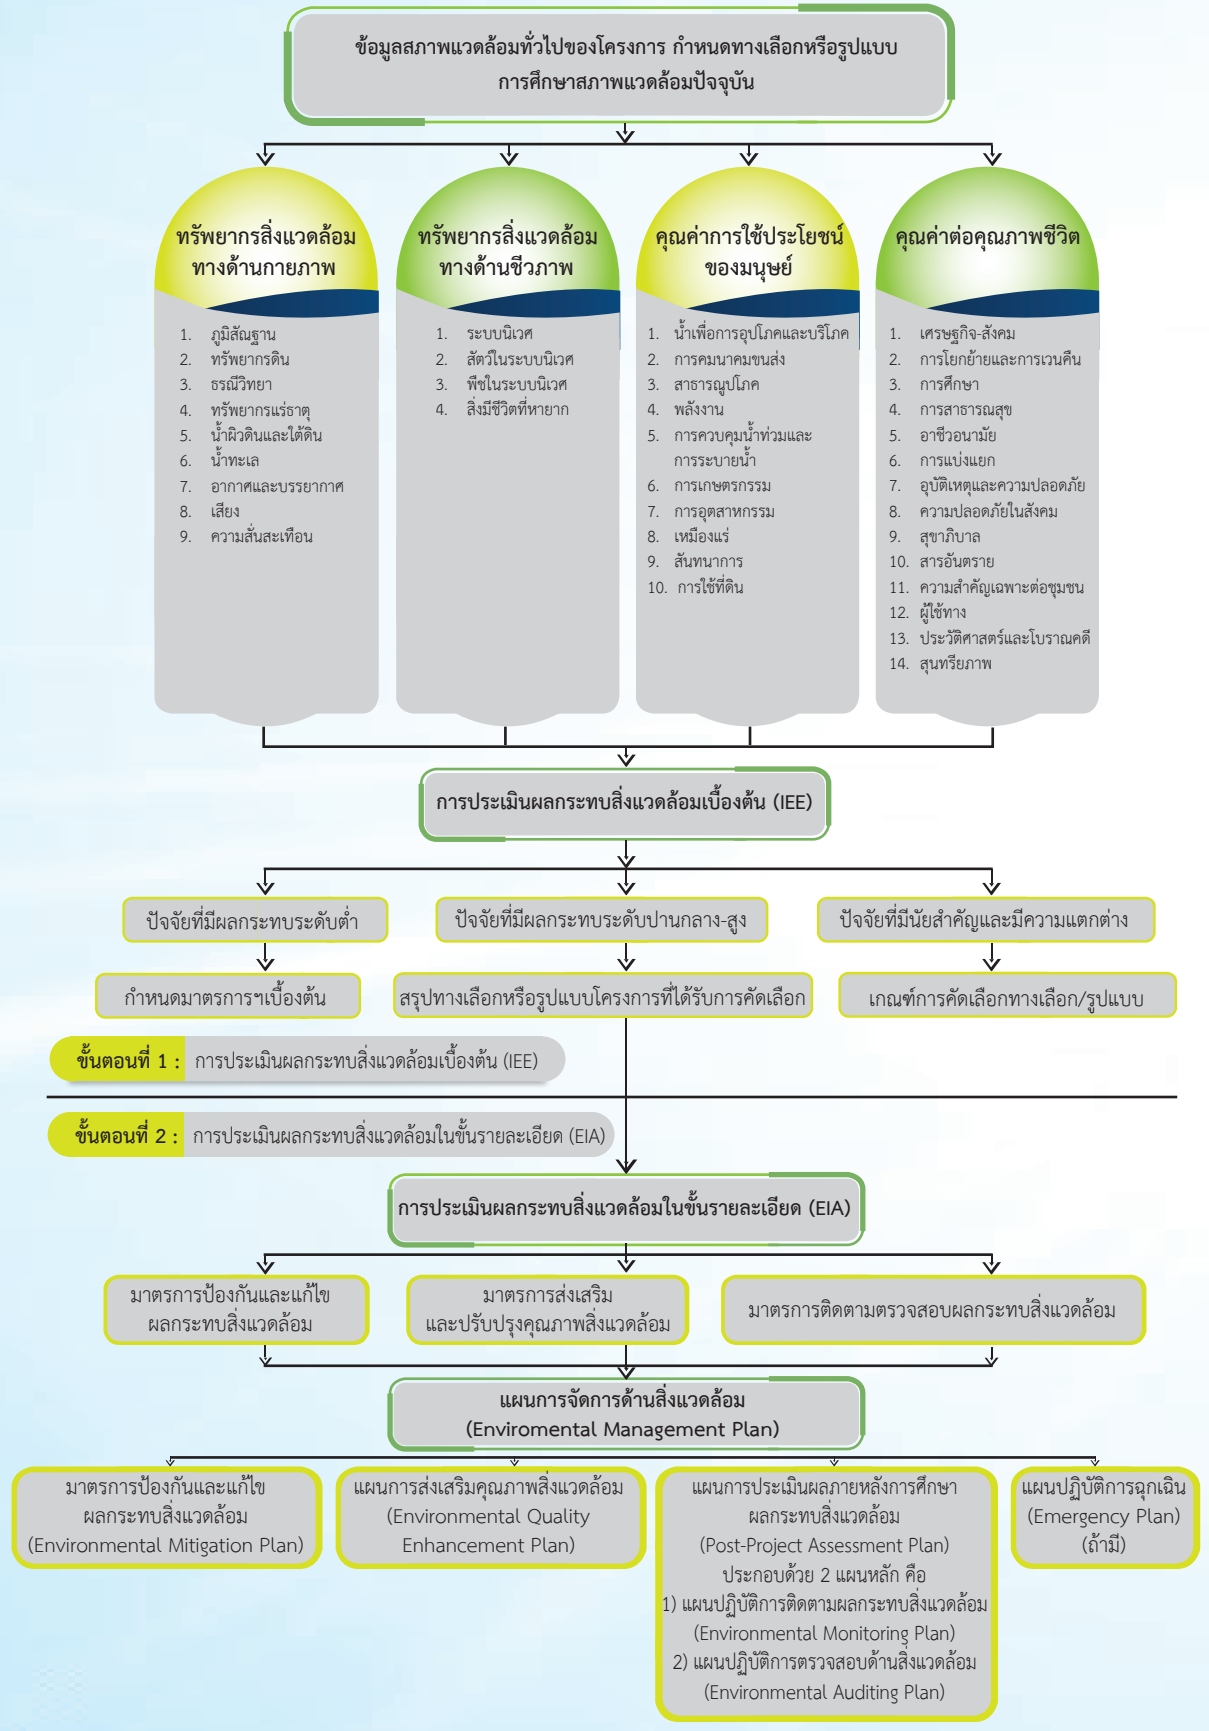 ข้อมูลสภาพแวดล้อมทั่วไปของโครงการ กำหนดทางเลือกหรือรูปแบบ
การศึกษาสภาพแวดล้อมปัจจุบัน
ทรัพยากรสิ่งแวดล้อม
ทางด้านกายภาพ
1. ภูมิสัณฐาน
2. ทรัพยากรดิน
3. ธรณีวิทยา
4. ทรัพยากรแร่ธาตุ
5. น้ำผิวดินและใต้ดิน
6. น้ำทะเล
7. อากาศและบรรยากาศ
8. เสียง
9. ความสั่นสะเทือน
ทรัพยากรสิ่งแวดล้อม
ทางด้านชีวภาพ
1. ระบบนิเวศ
2. สัตว์ในระบบนิเวศ
3. พืชในระบบนิเวศ
4. สิ่งมีชีวิตที่หายาก
คุณค่าการใช้ประโยชน์
ของมนุษย์
1. น้ำเพื่อการอุปโภคและบริโภค
2. การคมนาคมขนส่ง
3. สาธารณูปโภค
4. พลังงาน
5. การควบคุมน้ำท่วมและ
การระบายน้ำ
6. การเกษตรกรรม
7. การอุตสาหกรรม
8. เหมืองแร่
9. สันทนาการ
10. การใช้ที่ดิน
คุณค่าต่อคุณภาพชีวิต
1. เศรษฐกิจ-สังคม
2. การโยกย้ายและการเวนคืน
3. การศึกษา
4. การสาธารณสุข
5. อาชีวอนามัย
6. การแบ่งแยก
7. อุบัติเหตุและความปลอดภัย
8. ความปลอดภัยในสังคม
9. สุขาภิบาล
10. สารอันตราย
11. ความสำคัญเฉพาะต่อชุมชน
12. ผู้ใช้ทาง
13. ประวัติศาสตร์และโบราณคดี
14. สุนทรียภาพ
การประเมินผลกระทบสิ่งแวดล้อมเบื้องต้น (IEE)
ปัจจัยที่มีผลกระทบระดับต่ำ
ปัจจัยที่มีผลกระทบระดับปานกลาง-สูง
ปัจจัยที่มีนัยสำคัญและมีความแตกต่าง
กำหนดมาตรการฯเบื้องต้น
สรุปทางเลือกหรือรูปแบบโครงการที่ได้รับการคัดเลือก
เกณฑ์การคัดเลือกทางเลือก/รูปแบบ
ขั้นตอนที่ 1 : การประเมินผลกระทบสิ่งแวดล้อมเบื้องต้น (IEE)
ขั้นตอนที่ 2 : การประเมินผลกระทบสิ่งแวดล้อมในขั้นรายละเอียด (EIA)
การประเมินผลกระทบสิ่งแวดล้อมในขั้นรายละเอียด (EIA)
มาตรการป้องกันและแก้ไข
ผลกระทบสิ่งแวดล้อม
มาตรการส่งเสริม
และปรับปรุงคุณภาพสิ่งแวดล้อม
มาตรการติดตามตรวจสอบผลกระทบสิ่งแวดล้อม
แผนการจัดการด้านสิ่งแวดล้อม
(Enviromental Management Plan)
มาตรการป้องกันและแก้ไข
ผลกระทบสิ่งแวดล้อม
(Environmental Mitigation Plan)
แผนการส่งเสริมคุณภาพสิ่งแวดล้อม
(Environmental Quality
Enhancement Plan)
แผนการประเมินผลภายหลังการศึกษา
ผลกระทบสิ่งแวดล้อม
(Post-Project Assessment Plan)
ประกอบด้วย 2 แผนหลัก คือ
1) แผนปฏิบัติการติดตามผลกระทบสิ่งแวดล้อม
(Environmental Monitoring Plan)
2) แผนปฏิบัติการตรวจสอบด้านสิ่งแวดล้อม
(Environmental Auditing Plan)
แผนปฏิบัติการฉุกเฉิน
(Emergency Plan)
(ถ้ามี)